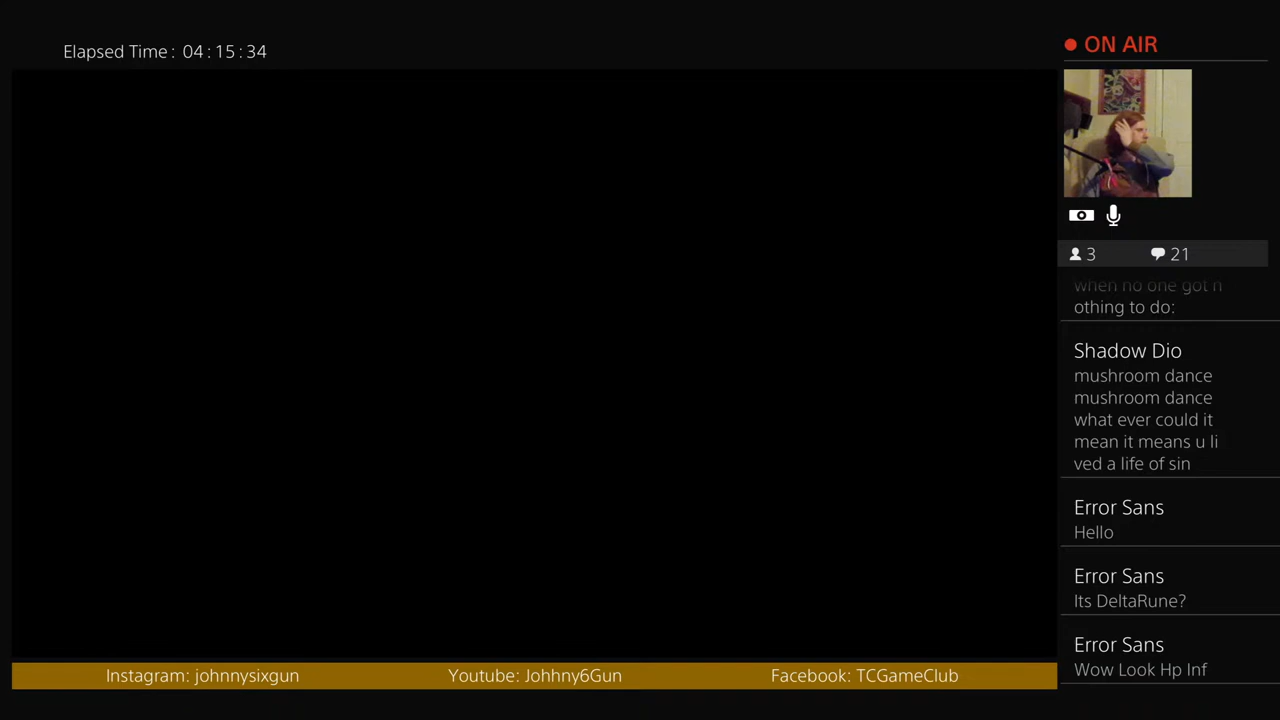 Elapsed Time: 04:15:34
ON AIR
3 21
when no one got n
othing to do:
Shadow Dio
mushroom dance
mushroom dance
what ever could it
mean it means u li
ved a life of sin
Error Sans
Hello
Error Sans
Its DeltaRune?
Error Sans
Wow Look Hp Inf
Instagram: johnnysixgun Youtube: Johhny6Gun Facebook: TCGameClub